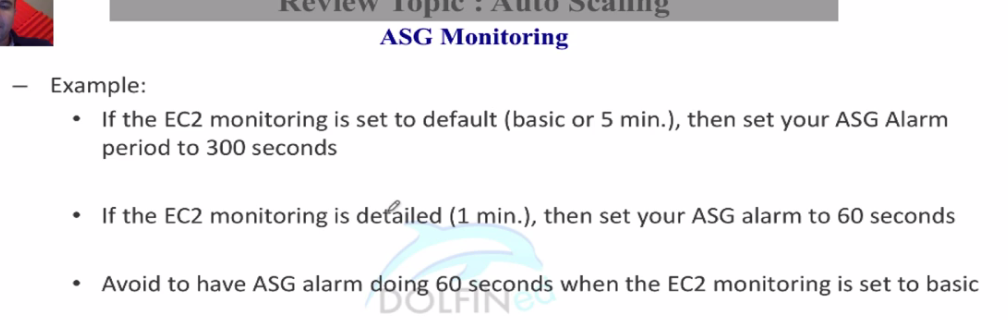 Review Topic : Auto Scaling
ASG Monitoring
– Example:
• If the EC2 monitoring is set to default (basic or 5 min.), then set your ASG Alarm
period to 300 seconds
• If the EC2 monitoring is detailed (1 min.), then set your ASG alarm to 60 seconds
• Avoid to have ASG alarm doing 60 seconds when the EC2 monitoring is set to basic
DOLFINed